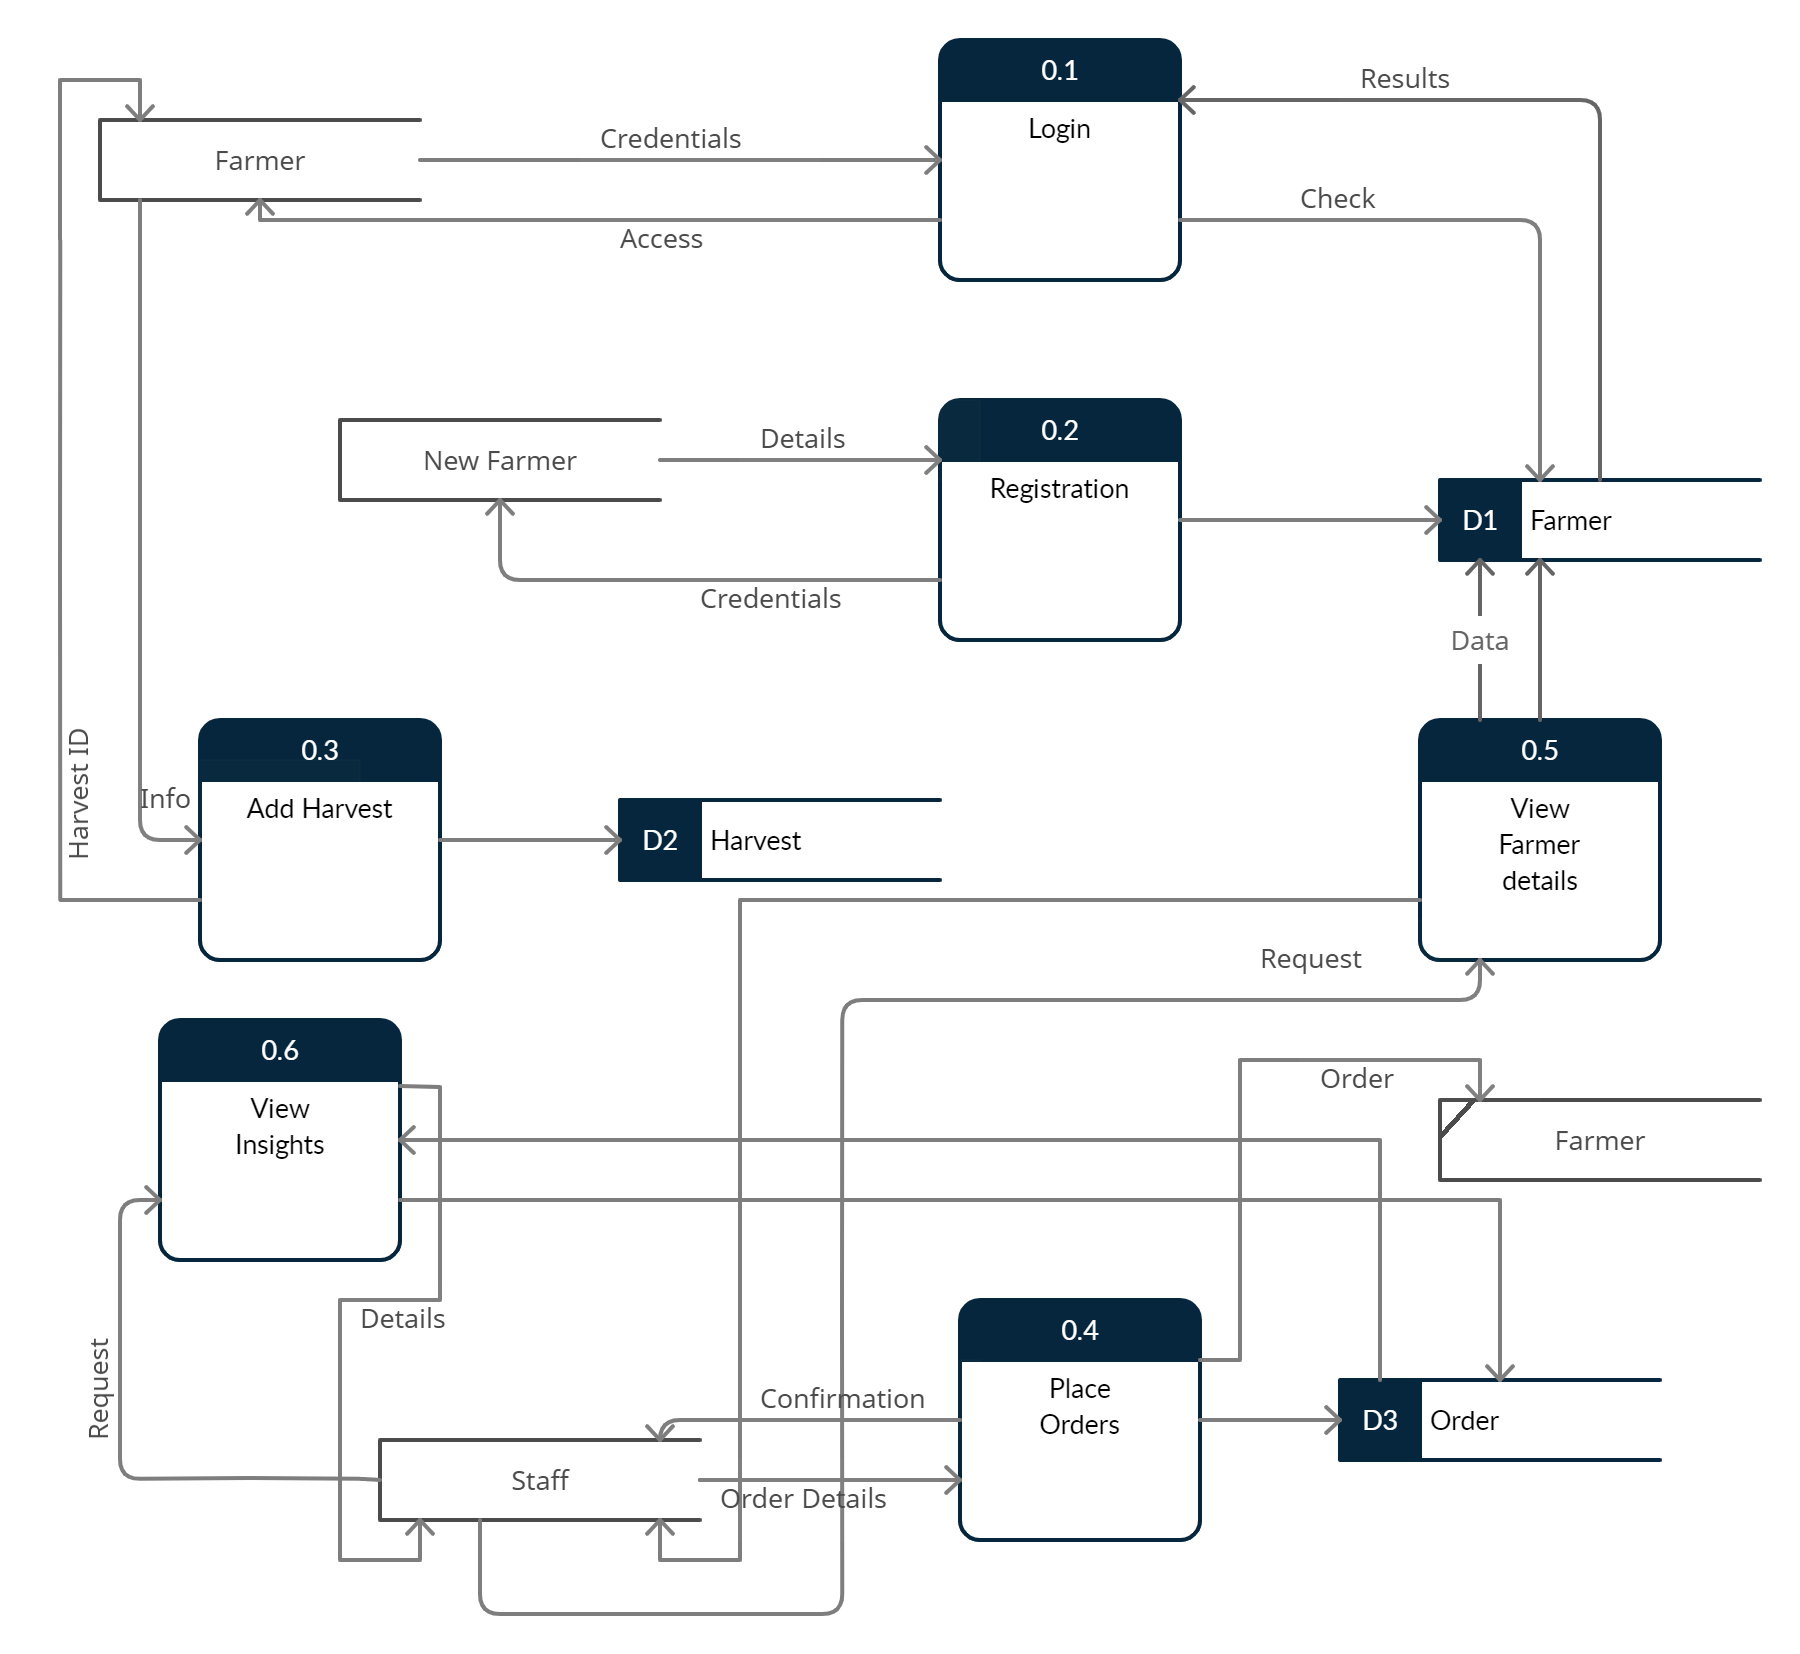 0.1
Login
Results
Farmer
Credentials
Check
Access
0.2
Registration
New Farmer
Details
Credentials
D1
Farmer
Data
Harvest ID
Info
0.3
Add Harvest
D2
Harvest
0.5
View
Farmer
details
Request
0.6
View
Insights
Order
Farmer
Details
Request
0.4
Place
Orders
Confirmation
D3
Order
Staff
Order Details